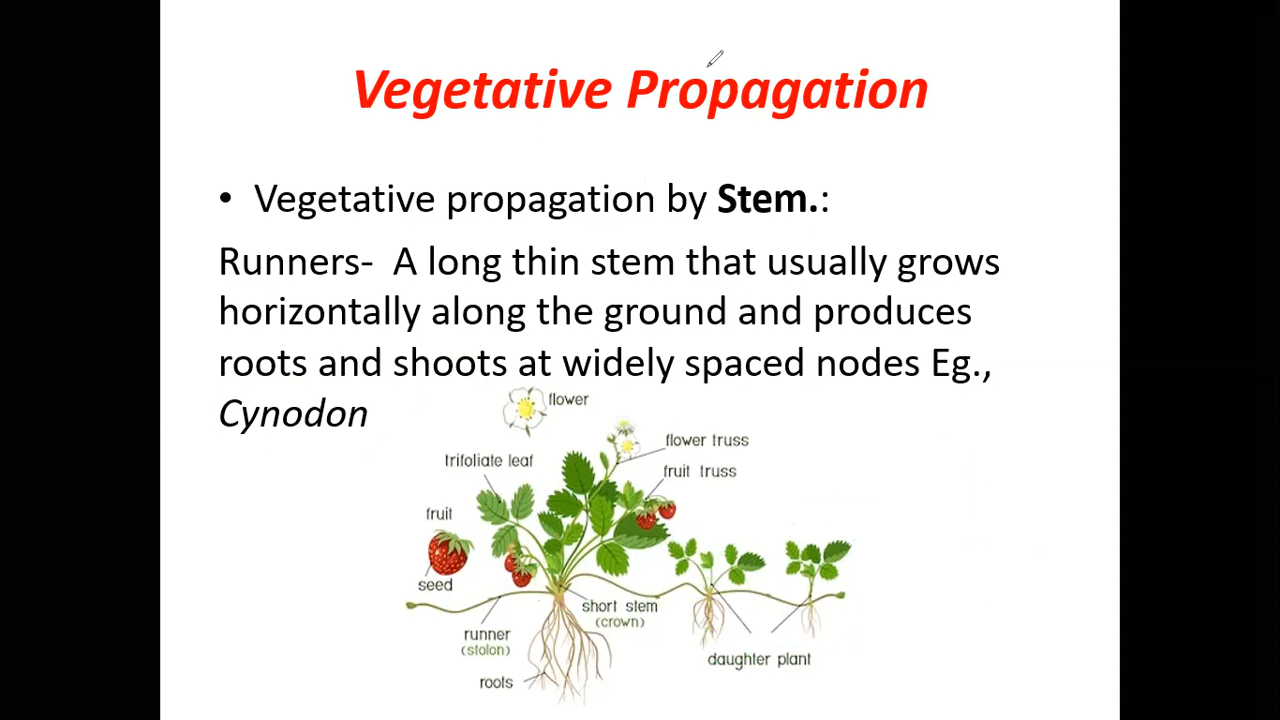 Vegetative Propagation
• Vegetative propagation by Stem.:
Runners- A long thin stem that usually grows
horizontally along the ground and produces
roots and shoots at widely spaced nodes Eg.,
Cynodon
flower
flower truss
trifoliate leaf
fruit truss
fruit
seed
short stem
(crown)
runner
(stolon)
daughter plant
roots